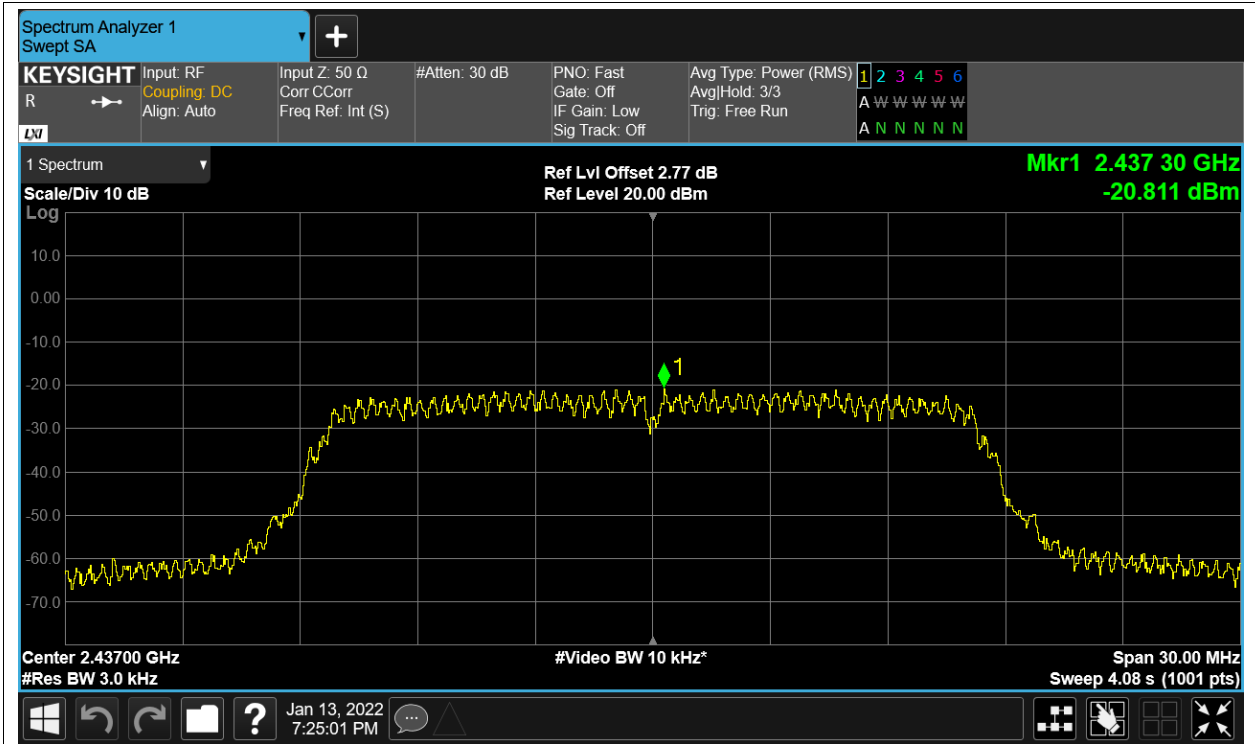 Spectrum Analyzer 1
Swept SA
+
KEYSIGHT
R
LXI
Input: RF
Coupling: DC
Align: Auto
Input Z: 50 Ω
Corr CCorr
Freq Ref: Int (S)
#Atten: 30 dB
PNO: Fast
Gate: Off
IF Gain: Low
Sig Track: Off
Avg Type: Power (RMS)
Avg|Hold: 3/3
Trig: Free Run
1 2 3 4 5 6
A W W W W W
A N N N N N
1 Spectrum
Scale/Div 10 dB
Log
Ref Lvl Offset 2.77 dB
Ref Level 20.00 dBm
Mkr1 2.437 30 GHz
-20.811 dBm
10.0
0.00
-10.0
-20.0
-30.0
-40.0
-50.0
-60.0
-70.0
1
Center 2.43700 GHz
#Res BW 3.0 kHz
#Video BW 10 kHz*
Span 30.00 MHz
Sweep 4.08 s (1001 pts)
?
Jan 13, 2022
7:25:01 PM